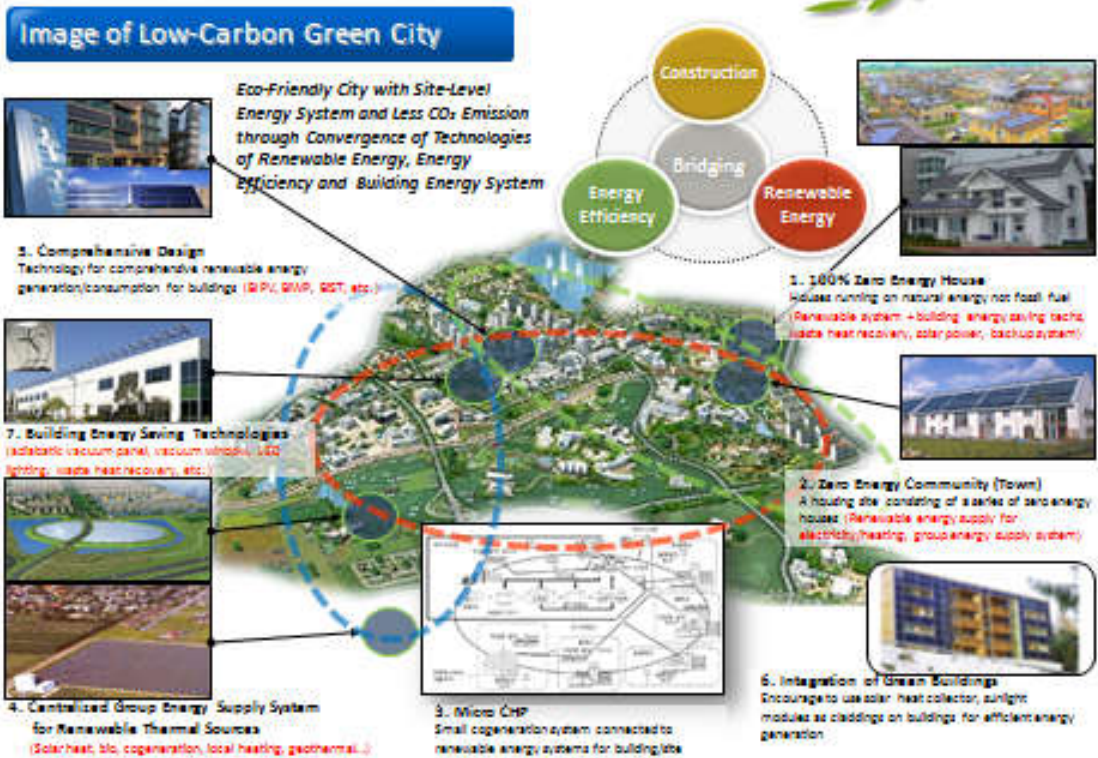 Image of Low-Carbon Green City
Eco-Friendly City with Site-Level
Energy System and Less CO₂ Emission
through Convergence of Technologies
of Renewable Energy, Energy
Efficiency and Building Energy System
Construction
Bridging
Energy
Efficiency
Renewable
Energy
5. Comprehensive Design
Technology for comprehensive renewable energy
generation/consumption for buildings (BIPV, BIWP, BIST, etc.)
1. 100% Zero Energy House
Houses running on natural energy not fossil fuel
(Renewable system + building energy saving techs,
waste heat recovery, solar power, backup system)
7. Building Energy Saving Technologies
(adiabatic vacuum panel, vacuum window, LED
lighting, waste heat recovery, etc.)
2. Zero Energy Community (Town)
A housing site consisting of a series of zero energy
houses (Renewable energy supply for
electricity/heating, group energy supply system)
4. Centralized Group Energy Supply System
for Renewable Thermal Sources
(Solar heat, bio, cogeneration, local heating, geothermal...)
3. Micro CHP
Small cogeneration system connected to
renewable energy systems for building/site
6. Integration of Green Buildings
Encourage to use solar heat collector, sunlight
modules as claddings on buildings for efficient energy
generation